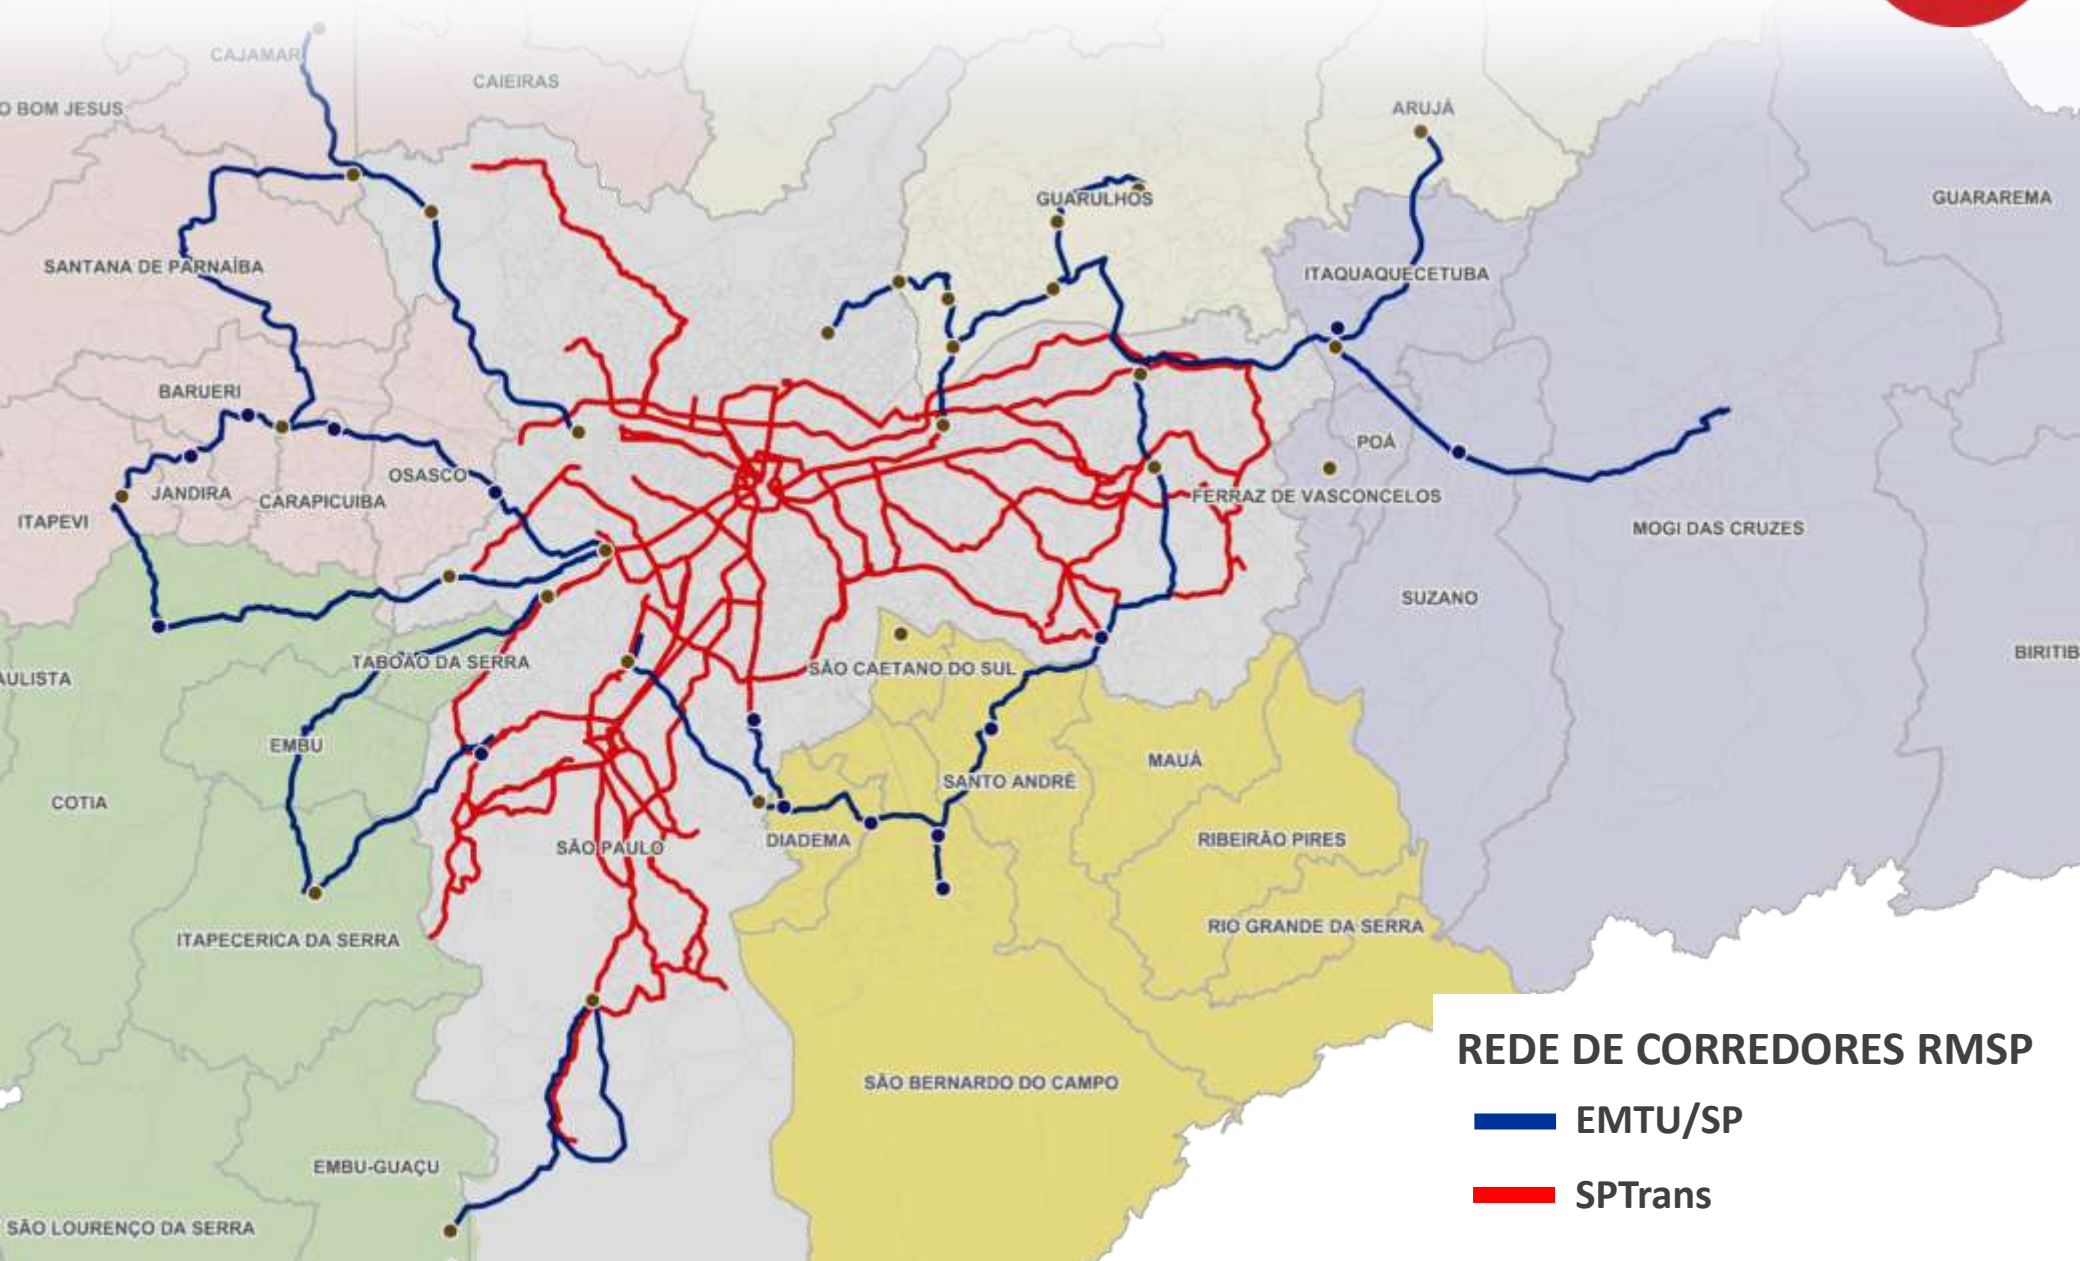 CAJAMAR
CAIEIRAS
O BOM JESUS
ARUJÁ
GUARULHOS
GUARAREMA
SANTANA DE PARNAÍBA
ITAQUAQUECETUBA
BARUERI
POÁ
OSASCO
JANDIRA
CARAPICUIBA
FERRAZ DE VASCONCELOS
ITAPEVI
MOGI DAS CRUZES
SUZANO
BIRITIB
TABOÃO DA SERRA
SÃO CAETANO DO SUL
AULISTA
EMBU
MAUÁ
SANTO ANDRÉ
COTIA
DIADEMA
RIBEIRÃO PIRES
SÃO PAULO
RIO GRANDE DA SERRA
ITAPECERICA DA SERRA
SÃO BERNARDO DO CAMPO
EMBU-GUAÇU
SÃO LOURENÇO DA SERRA
REDE DE CORREDORES RMSP
EMTU/SP
SPTrans